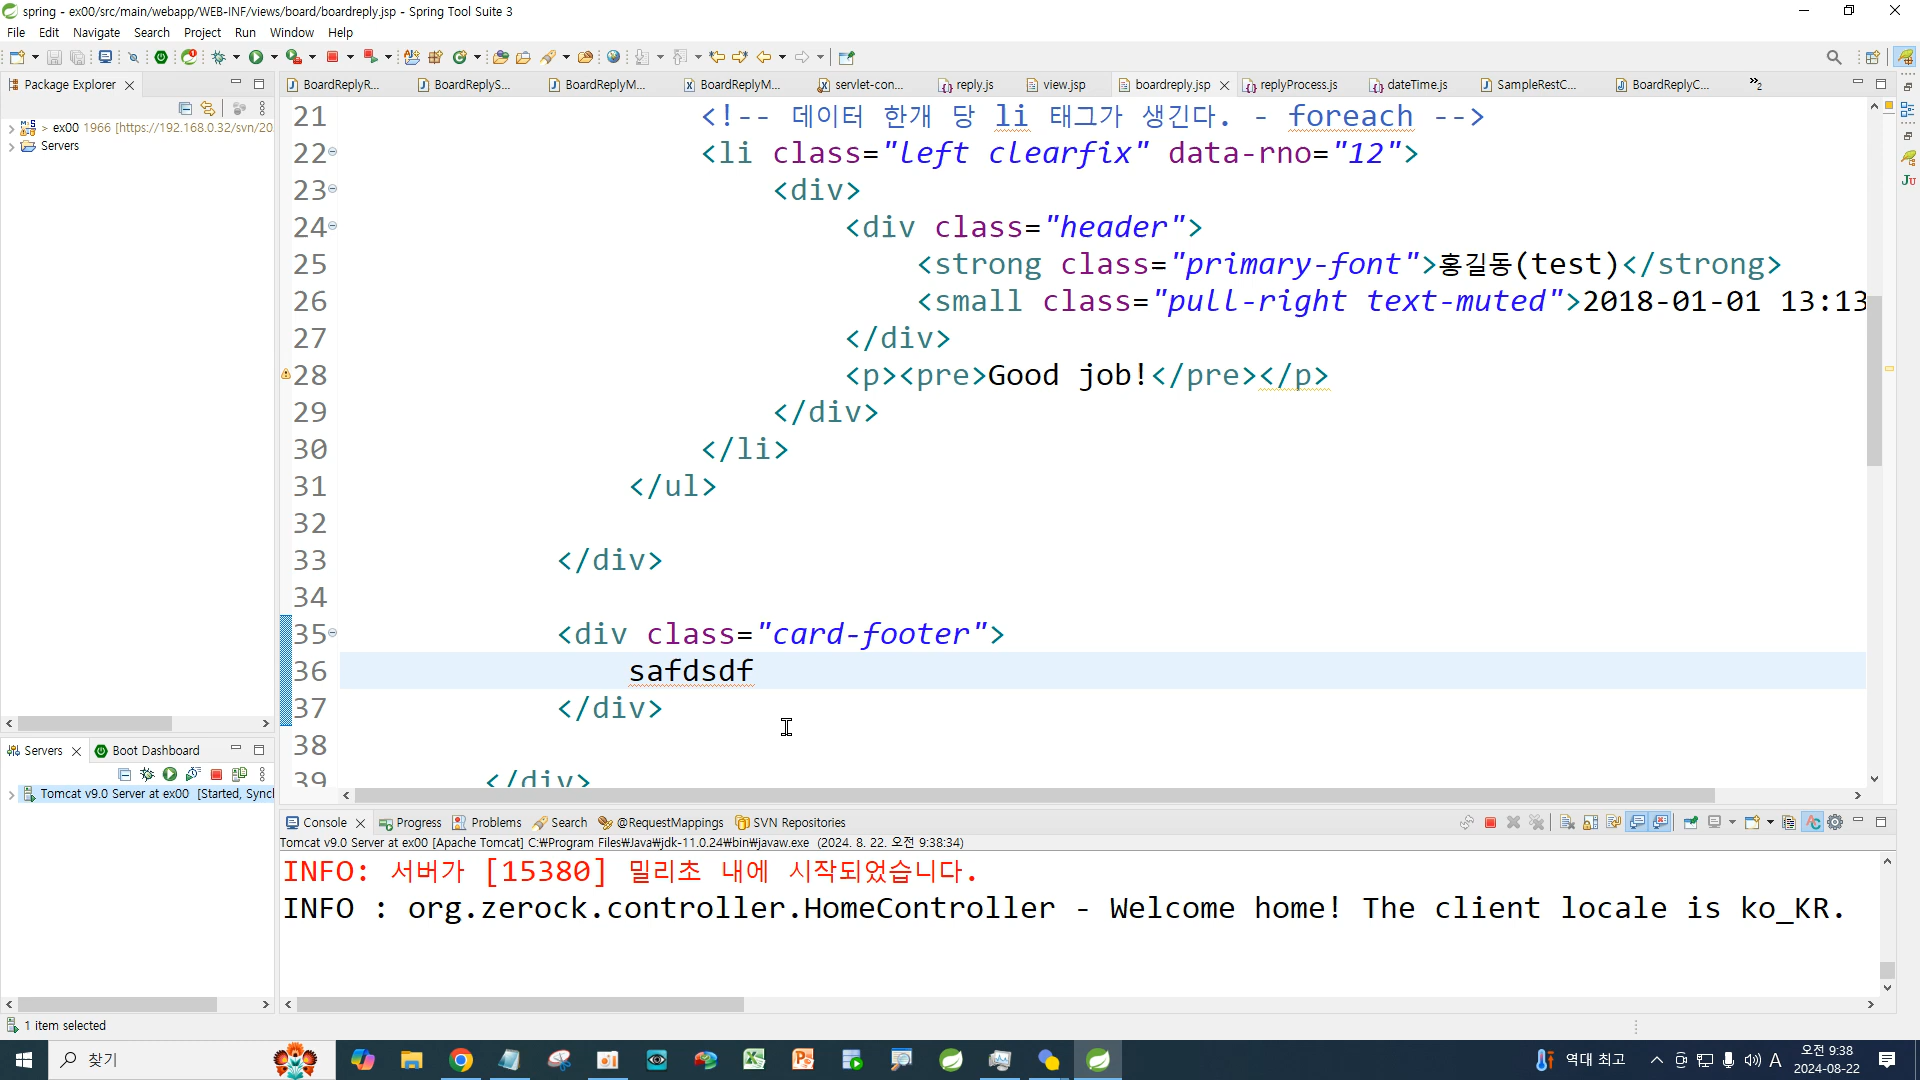 spring - ex00/src/main/webapp/WEB-INF/views/board/boardreply.jsp - Spring Tool Suite 3
File Edit Navigate Search Project Run Window Help
Package Explorer
BoardReplyR... BoardReplyS... BoardReplyM... BoardReplyM... servlet-con... reply.js view.jsp boardreply.jsp replyProcess.js dateTime.js SampleRestC... BoardReplyC... »2
> ex00 1966 [https://192.168.0.32/svn/20
Servers
21 <!-- 데이터 한개 당 li 태그가 생긴다. - foreach -->
22 <li class="left clearfix" data-rno="12">
23 <div>
24 <div class="header">
25 <strong class="primary-font">홍길동(test)</strong>
26 <small class="pull-right text-muted">2018-01-01 13:13
27 </div>
28 <p><pre>Good job!</pre></p>
29 </div>
30 </li>
31 </ul>
32
33 </div>
34
35 <div class="card-footer">
36 safdsdf
37 </div>
38
39 </div>
Servers Boot Dashboard
Tomcat v9.0 Server at ex00 [Started, Syncl
Console Progress Problems Search @RequestMappings SVN Repositories
Tomcat v9.0 Server at ex00 [Apache Tomcat] C:₩Program Files₩Java₩jdk-11.0.24₩bin₩javaw.exe (2024. 8. 22. 오전 9:38:34)
INFO: 서버가 [15380] 밀리초 내에 시작되었습니다.
INFO : org.zerock.controller.HomeController - Welcome home! The client locale is ko_KR.
1 item selected
찾기
역대 최고
A
오전 9:38
2024-08-22